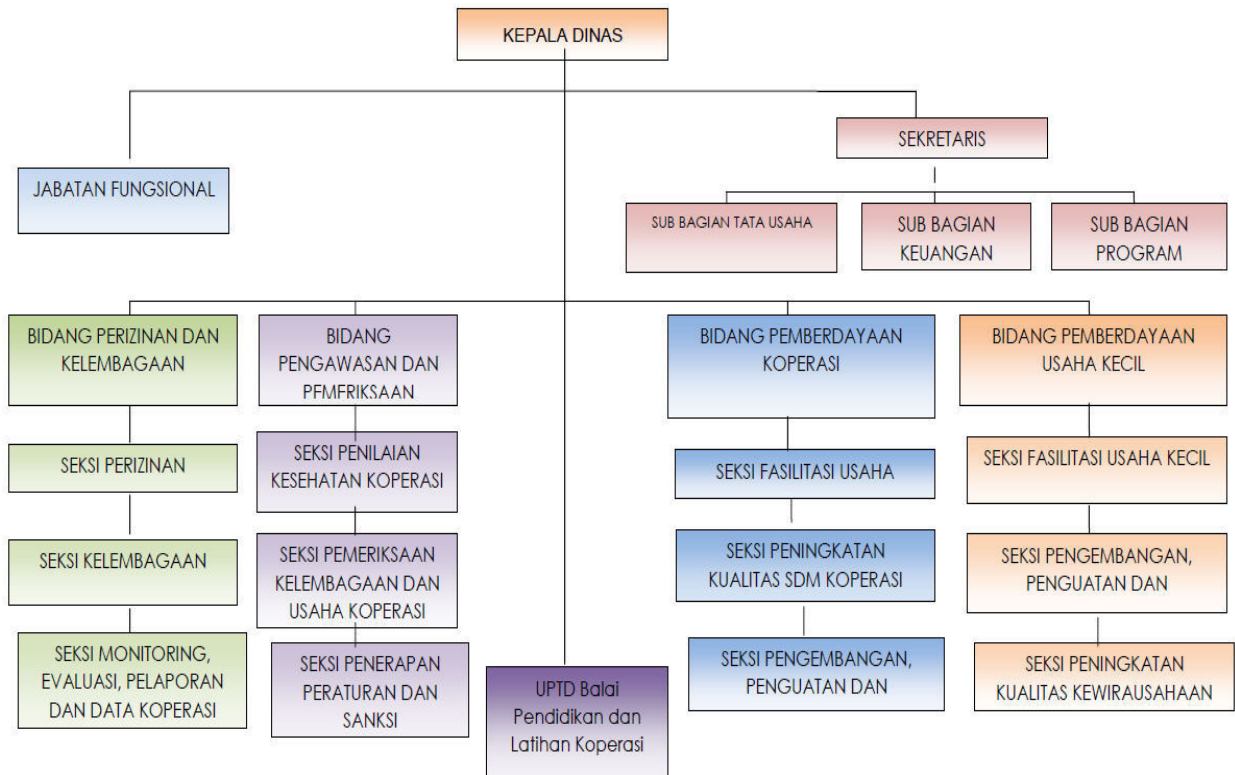 KEPALA DINAS
SEKRETARIS
JABATAN FUNGSIONAL
SUB BAGIAN TATA USAHA
SUB BAGIAN
KEUANGAN
SUB BAGIAN
PROGRAM
BIDANG PERIZINAN DAN
KELEMBAGAAN
BIDANG
PENGAWASAN DAN
PEMERIKSAAN
BIDANG PEMBERDAYAAN
KOPERASI
BIDANG PEMBERDAYAAN
USAHA KECIL
SEKSI PERIZINAN
SEKSI PENILAIAN
KESEHATAN KOPERASI
SEKSI FASILITASI USAHA
SEKSI FASILITASI USAHA KECIL
SEKSI KELEMBAGAAN
SEKSI PEMERIKSAAN
KELEMBAGAAN DAN
USAHA KOPERASI
SEKSI PENINGKATAN
KUALITAS SDM KOPERASI
SEKSI PENGEMBANGAN,
PENGUATAN DAN
SEKSI MONITORING,
EVALUASI, PELAPORAN
DAN DATA KOPERASI
SEKSI PENERAPAN
PERATURAN DAN
SANKSI
UPTD Balai
Pendidikan dan
Latihan Koperasi
SEKSI PENGEMBANGAN,
PENGUATAN DAN
SEKSI PENINGKATAN
KUALITAS KEWIRAUSAHAAN